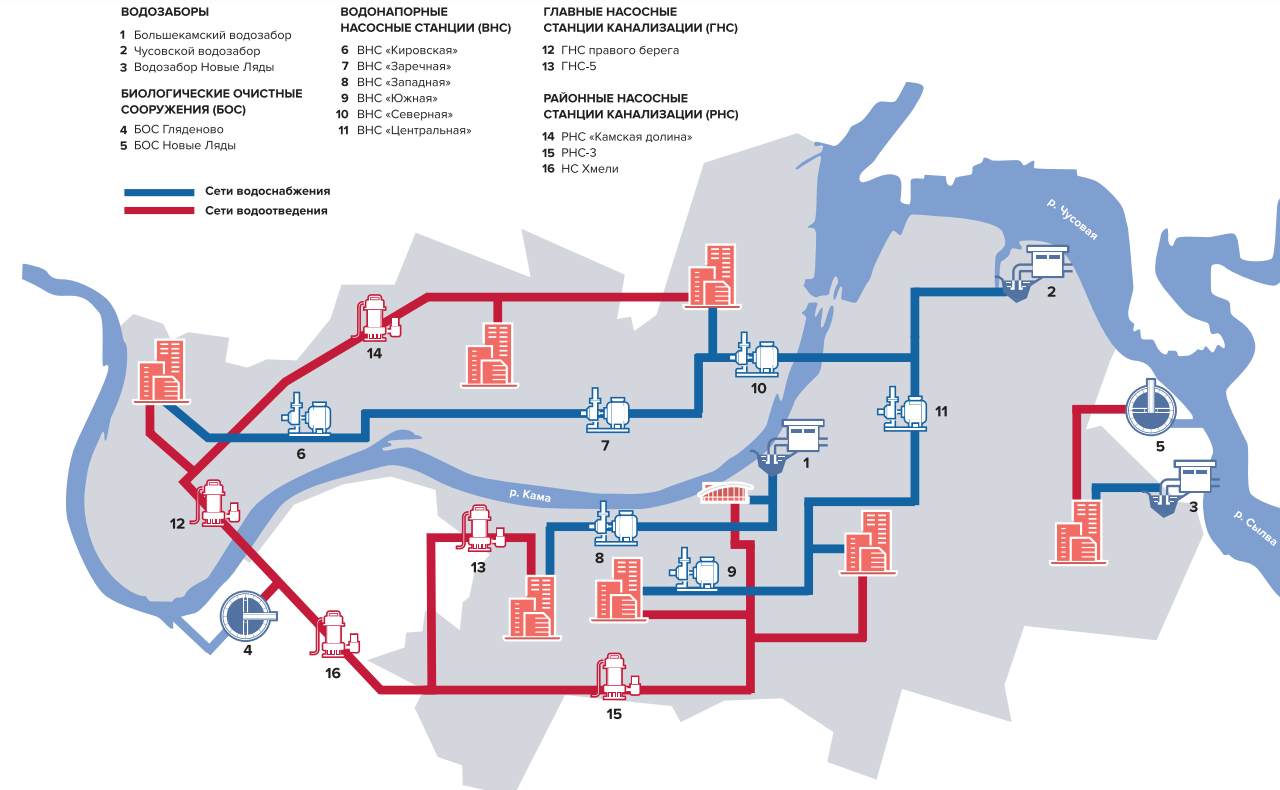 ВОДОЗАБОРЫ
1 Большекамский водозабор
2 Чусовской водозабор
3 Водозабор Новые Ляды
БИОЛОГИЧЕСКИЕ ОЧИСТНЫЕ
СООРУЖЕНИЯ (БОС)
4 БОС Гляденово
5 БОС Новые Ляды
ВОДОНАПОРНЫЕ
НАСОСНЫЕ СТАНЦИИ (ВНС)
6 ВНС «Кировская»
7 ВНС «Заречная»
8 ВНС «Западная»
9 ВНС «Южная»
10 ВНС «Северная»
11 ВНС «Центральная»
ГЛАВНЫЕ НАСОСНЫЕ
СТАНЦИИ КАНАЛИЗАЦИИ (ГНС)
12 ГНС правого берега
13 ГНС-5
РАЙОННЫЕ НАСОСНЫЕ
СТАНЦИИ КАНАЛИЗАЦИИ (РНС)
14 РНС «Камская долина»
15 РНС-3
16 НС Хмели
Сети водоснабжения
Сети водоотведения
р. Чусовая
2
14
10
11
6
7
5
1
р. Кама
3
12
р. Сылва
8
13
9
4
16
15